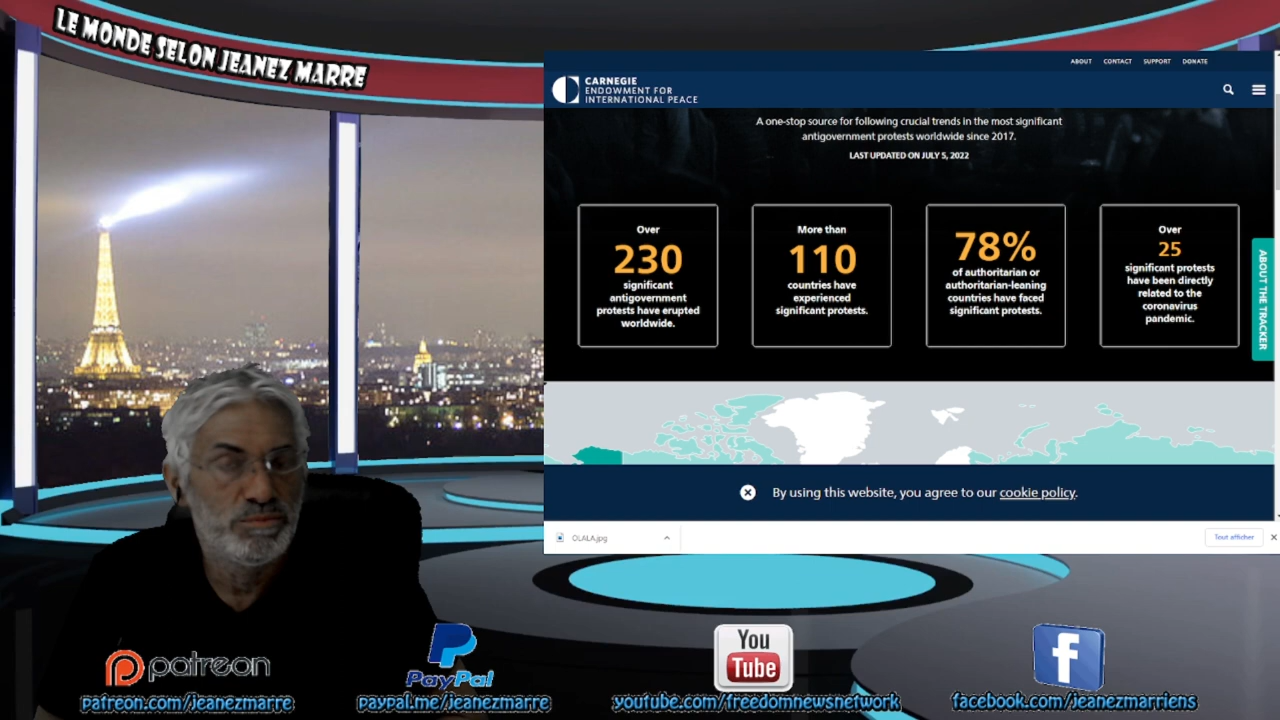 LE MONDE SELON JEANEZ MARRE
ABOUT CONTACT SUPPORT DONATE
CARNEGIE
ENDOWMENT FOR
INTERNATIONAL PEACE
A one-stop source for following crucial trends in the most significant
antigovernment protests worldwide since 2017.
LAST UPDATED ON JULY 5, 2022
Over
230
significant
antigovernment
protests have erupted
worldwide.
More than
110
countries have
experienced
significant protests.
78%
of authoritarian or
authoritarian-leaning
countries have faced
significant protests.
Over
25
significant protests
have been directly
related to the
coronavirus
pandemic.
ABOUT THE TRACKER
By using this website, you agree to our cookie policy.
OLALA.jpg
Tout afficher
patreon
patreon.com/jeanezmarre
PayPal
paypal.me/jeanezmarre
You
Tube
youtube.com/freedomnewsnetwork
f
facebook.com/jeanezmarriens